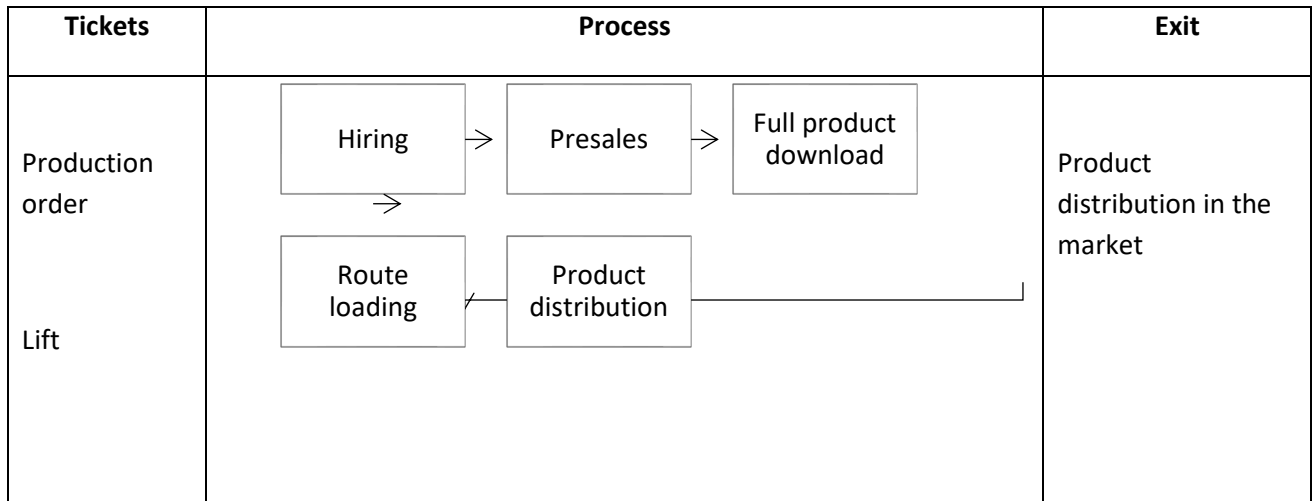 Tickets
Process
Exit
Production
order
Lift
Hiring
Presales
Full product
download
Route
loading
Product
distribution
Product
distribution in the
market